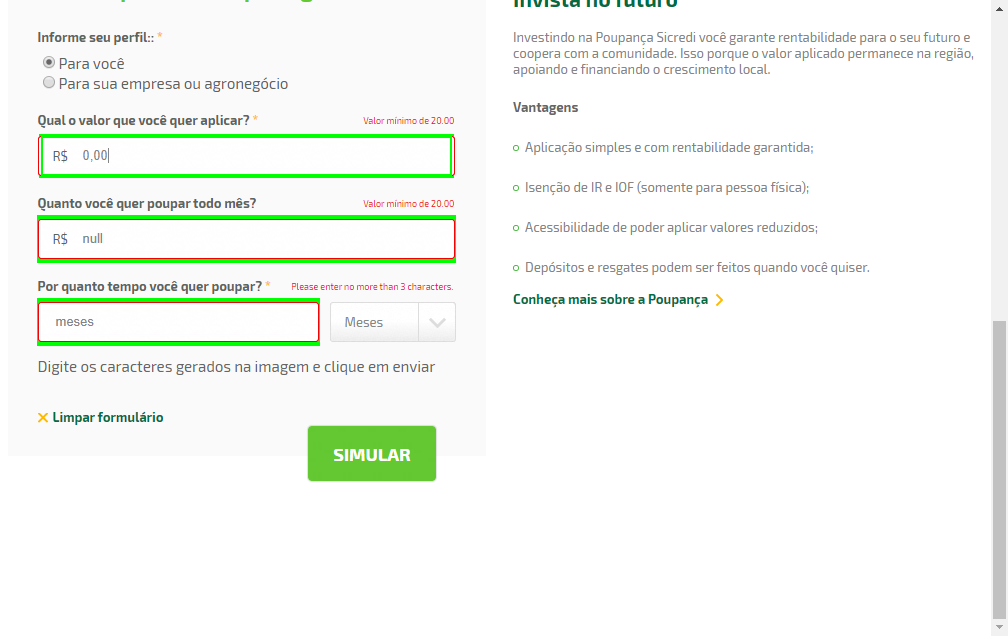 Informe seu perfil:: *
Para você
Para sua empresa ou agronegócio
Qual o valor que você quer aplicar? *
Valor mínimo de 20.00
R$ 0,00
Quanto você quer poupar todo mês?
Valor mínimo de 20.00
R$ null
Por quanto tempo você quer poupar? *
Please enter no more than 3 characters.
meses
Meses
Digite os caracteres gerados na imagem e clique em enviar
Limpar formulário
SIMULAR
Invista no futuro
Investindo na Poupança Sicredi você garante rentabilidade para o seu futuro e
coopera com a comunidade. Isso porque o valor aplicado permanece na região,
apoiando e financiando o crescimento local.
Vantagens
Aplicação simples e com rentabilidade garantida;
Isenção de IR e IOF (somente para pessoa física);
Acessibilidade de poder aplicar valores reduzidos;
Depósitos e resgates podem ser feitos quando você quiser.
Conheça mais sobre a Poupança